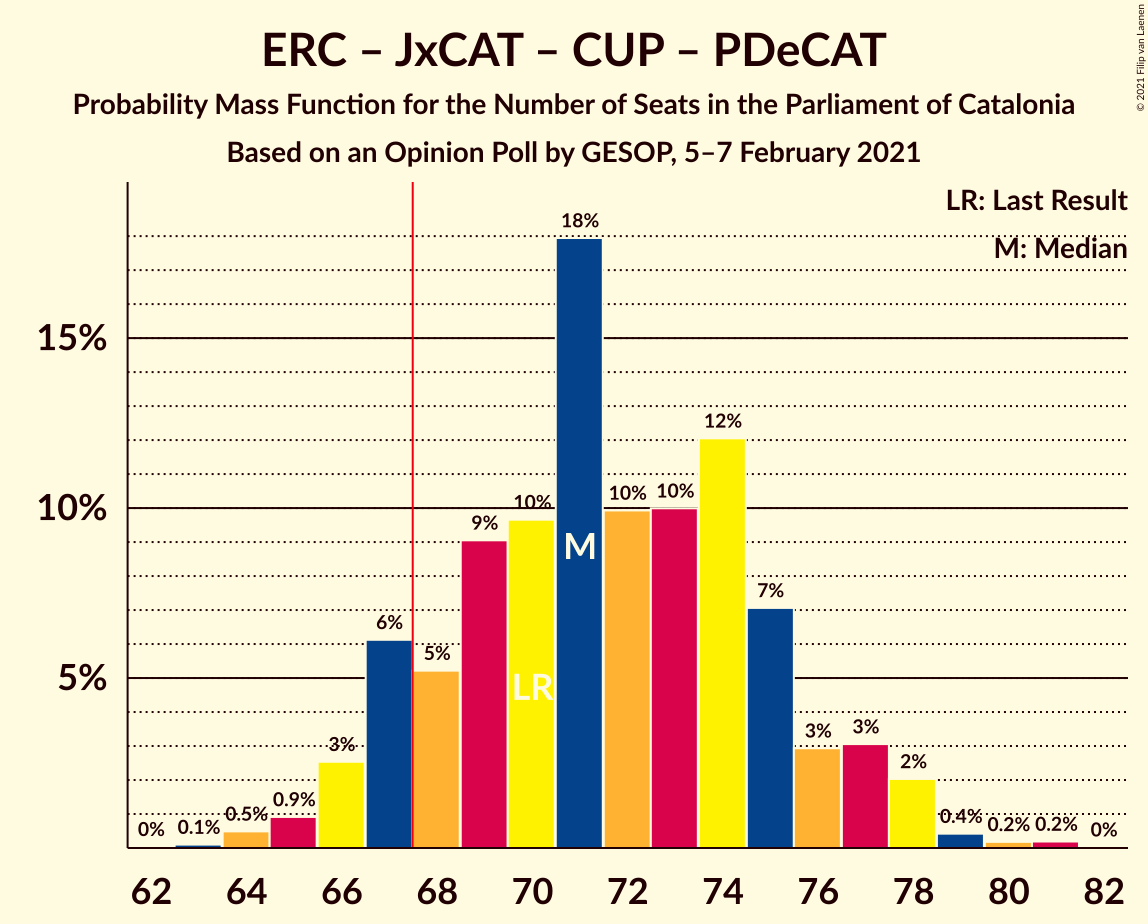 ERC – JxCAT – CUP – PDeCAT
Probability Mass Function for the Number of Seats in the Parliament of Catalonia
Based on an Opinion Poll by GESOP, 5–7 February 2021
© 2021 Filip van Laenen
LR: Last Result
M: Median
15%
10%
5%
0%
0.1%
0.5%
0.9%
3%
6%
5%
9%
10%
18%
10%
10%
12%
7%
3%
3%
2%
0.4%
0.2%
0.2%
0%
LR
M
62 64 66 68 70 72 74 76 78 80 82